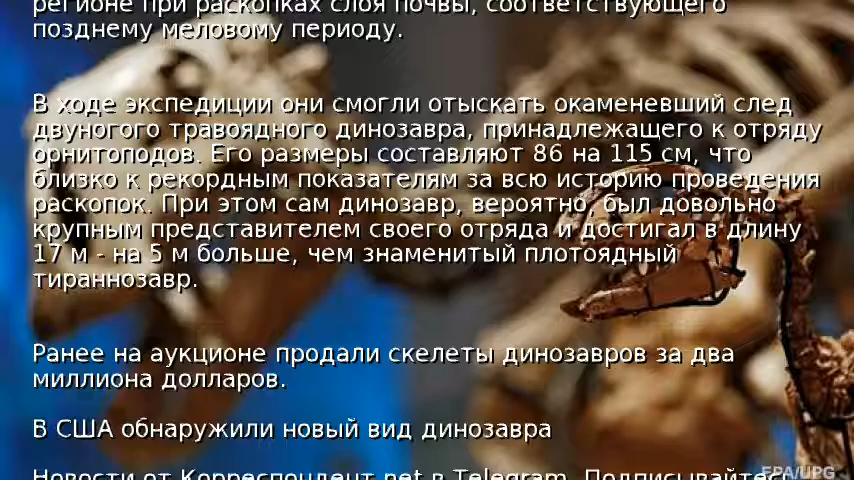 регионе при раскопках слоя почвы, соответствующего
позднему меловому периоду.
В ходе экспедиции они смогли отыскать окаменевший след
двуногого травоядного динозавра, принадлежащего к отряду
орнитоподов. Его размеры составляют 86 на 115 см, что
близко к рекордным показателям за всю историю проведения
раскопок. При этом сам динозавр, вероятно, был довольно
крупным представителем своего отряда и достигал в длину
17 м - на 5 м больше, чем знаменитый плотоядный
тираннозавр.
Ранее на аукционе продали скелеты динозавров за два
миллиона долларов.
В США обнаружили новый вид динозавра
Новости от Корреспондент.net в Telegram. Подписывайтесь
EPA/UPG